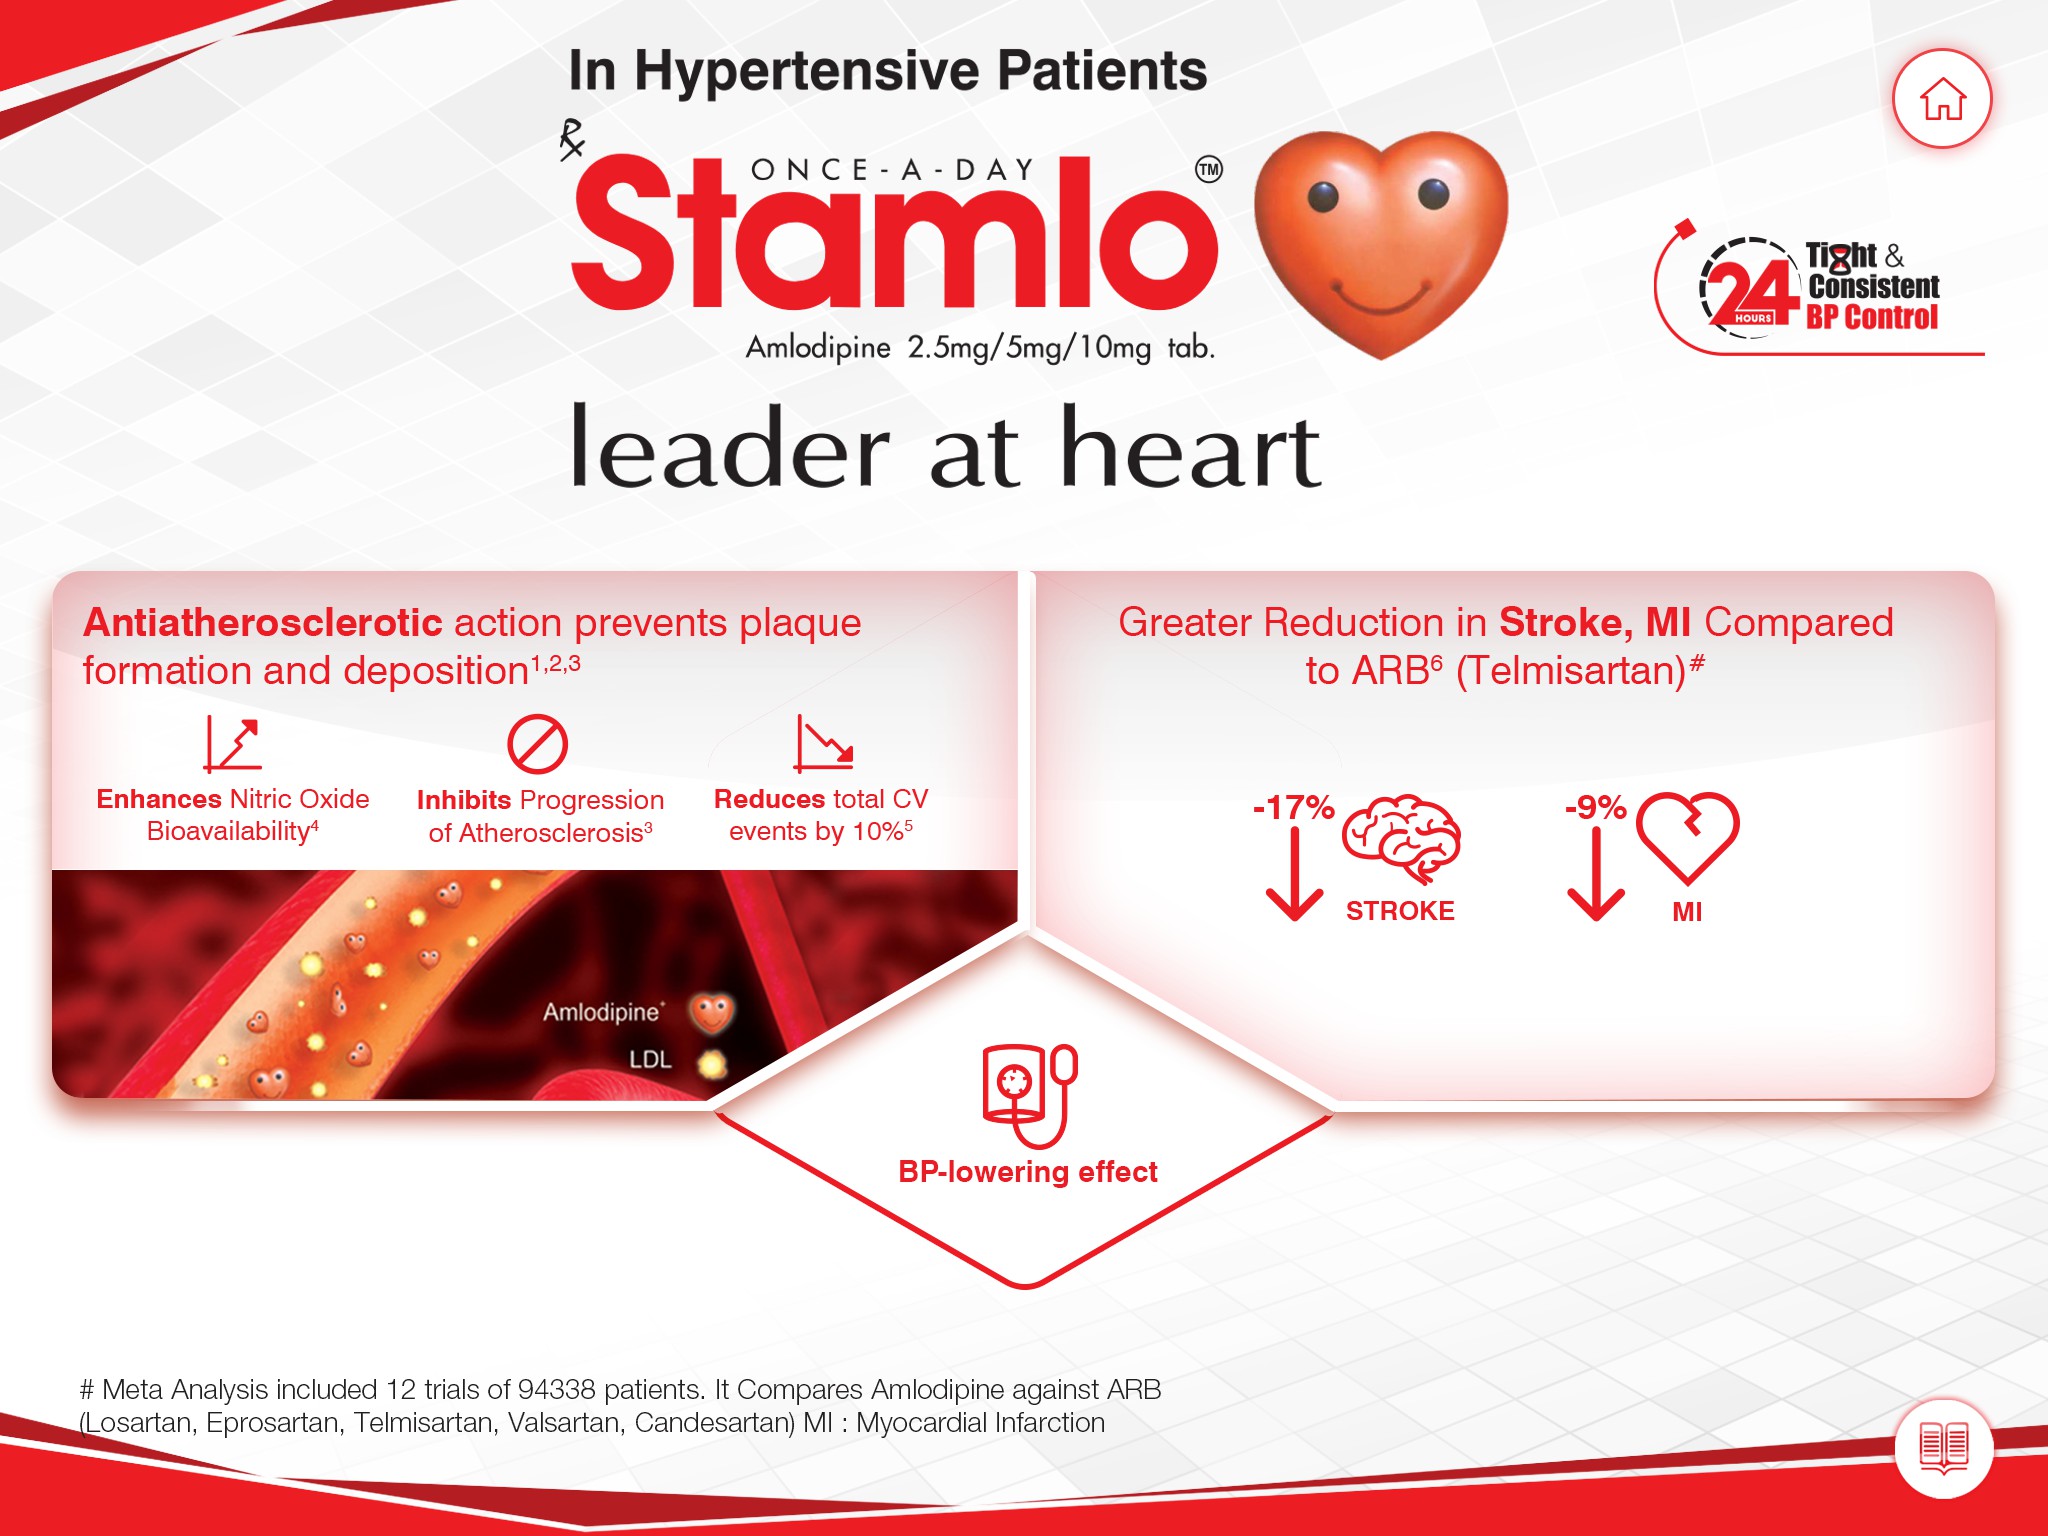 In Hypertensive Patients
Rx
ONCE-A-DAY
Stamlo™
Amlodipine 2.5mg/5mg/10mg tab.
leader at heart
24
HOURS
Tight &
Consistent
BP Control
Antiatherosclerotic action prevents plaque
formation and deposition1,2,3
Enhances Nitric Oxide
Bioavailability4
Inhibits Progression
of Atherosclerosis3
Reduces total CV
events by 10%5
Amlodipine+
LDL
Greater Reduction in Stroke, MI Compared
to ARB6 (Telmisartan)#
-17%
STROKE
-9%
MI
BP-lowering effect
# Meta Analysis included 12 trials of 94338 patients. It Compares Amlodipine against ARB
(Losartan, Eprosartan, Telmisartan, Valsartan, Candesartan) MI : Myocardial Infarction